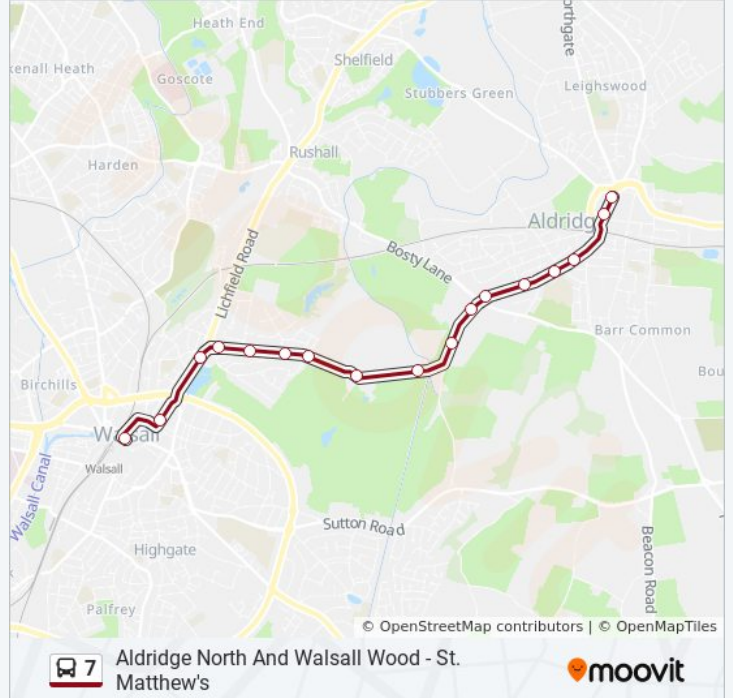 Heath End
orthgate
Shelfield
kenall Heath
Goscote
Leighswood
Stubbers Green
Rushall
Harden
Aldridg
Bosty Lane
Lichfield Road
Barr Common
Bou
Birchills
Walsall
Walsall
Walsall Canal
Sutton Road
Highgate
Beacon Road
Palfrey
© OpenStreetMap contributors | © OpenMapTiles
7
Aldridge North And Walsall Wood - St.
Matthew's
moovit